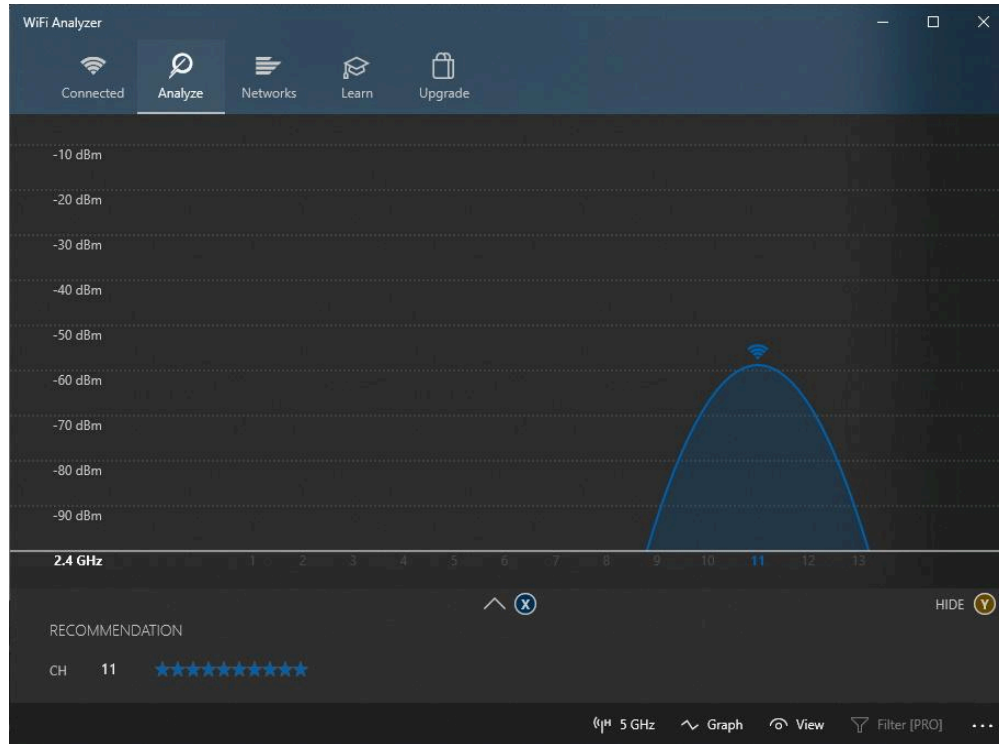 WiFi Analyzer
Connected Analyze Networks Learn Upgrade
-10 dBm
-20 dBm
-30 dBm
-40 dBm
-50 dBm
-60 dBm
-70 dBm
-80 dBm
-90 dBm
2.4 GHz 1 2 3 4 5 6 7 8 9 10 11 12 13
X HIDE Y
RECOMMENDATION
CH 11
5 GHz Graph View Filter [PRO] ...